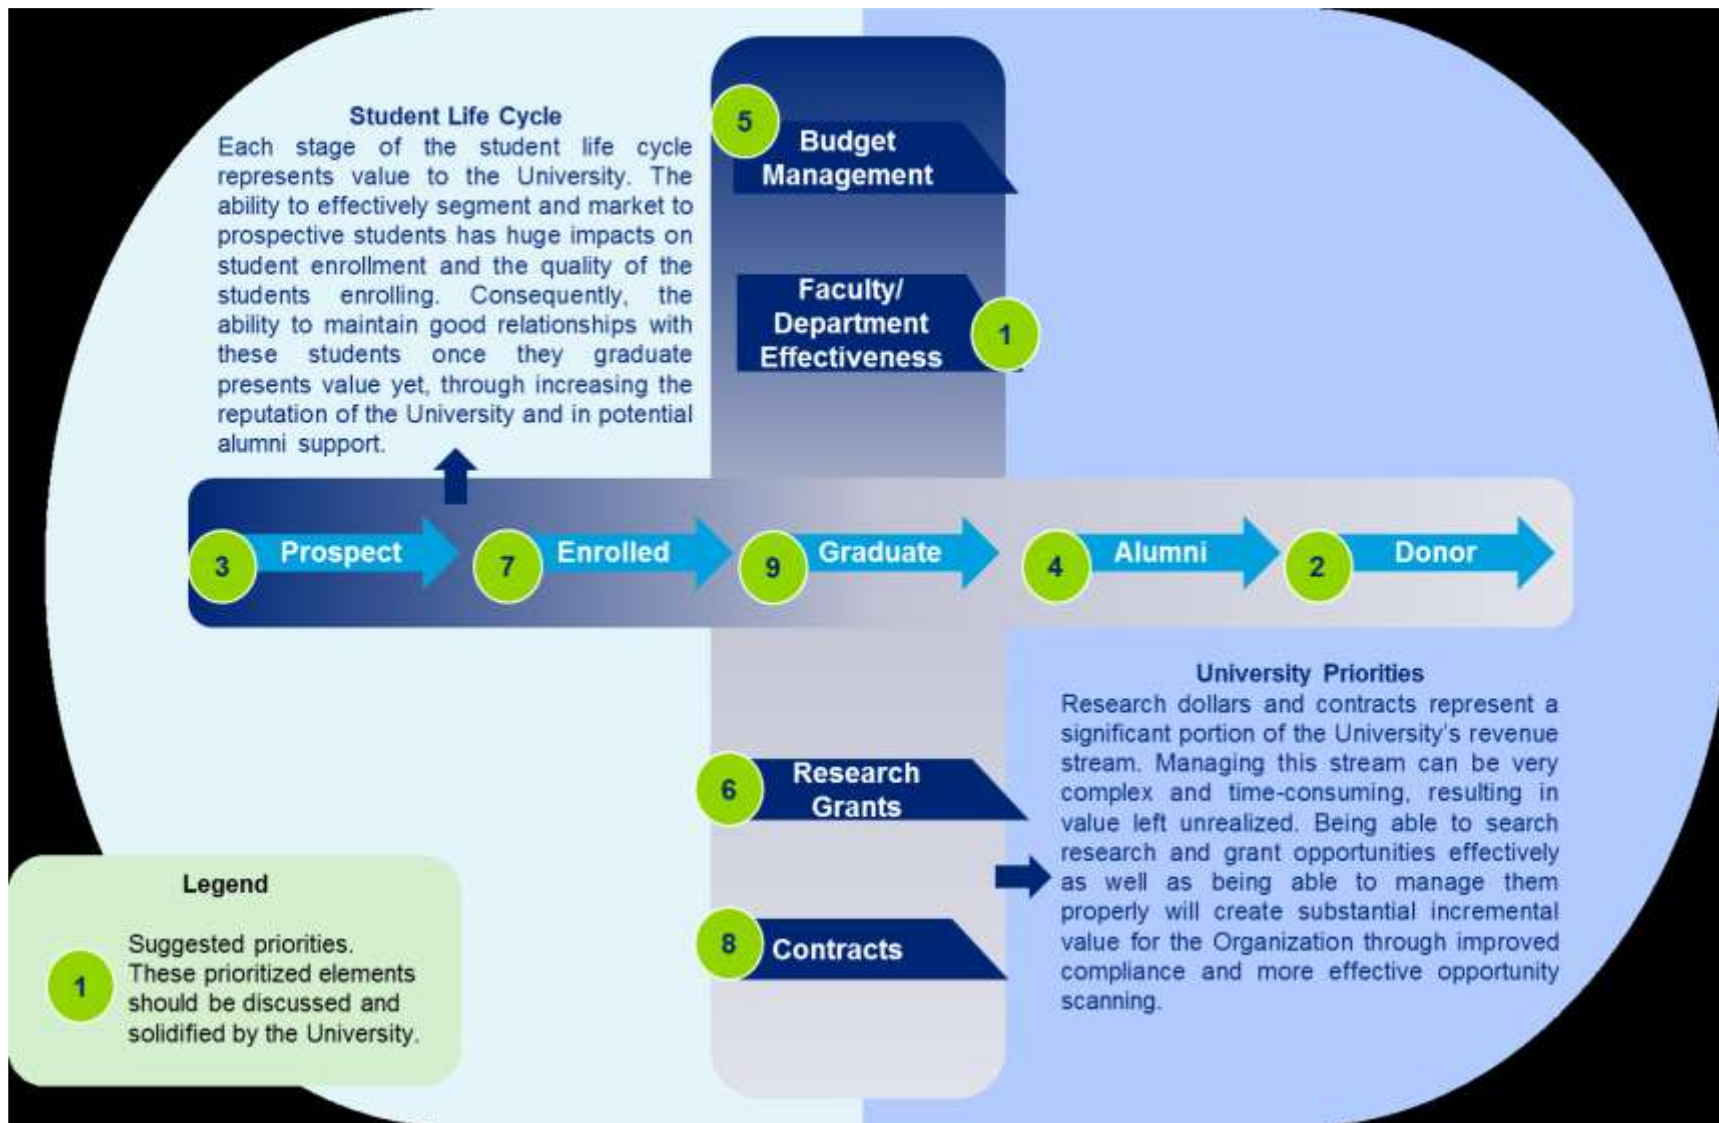 Student Life Cycle
Each stage of the student life cycle
represents value to the University. The
ability to effectively segment and market to
prospective students has huge impacts on
student enrollment and the quality of the
students enrolling. Consequently, the
ability to maintain good relationships with
these students once they graduate
presents value yet, through increasing the
reputation of the University and in potential
alumni support.
5
Budget
Management
Faculty/
Department
Effectiveness
1
3
Prospect
7
Enrolled
9
Graduate
4
Alumni
2
Donor
6
Research
Grants
8
Contracts
University Priorities
Research dollars and contracts represent a
significant portion of the University's revenue
stream. Managing this stream can be very
complex and time-consuming, resulting in
value left unrealized. Being able to search
research and grant opportunities effectively
as well as being able to manage them
properly will create substantial incremental
value for the Organization through improved
compliance and more effective opportunity
scanning.
Legend
1
Suggested priorities.
These prioritized elements
should be discussed and
solidified by the University.